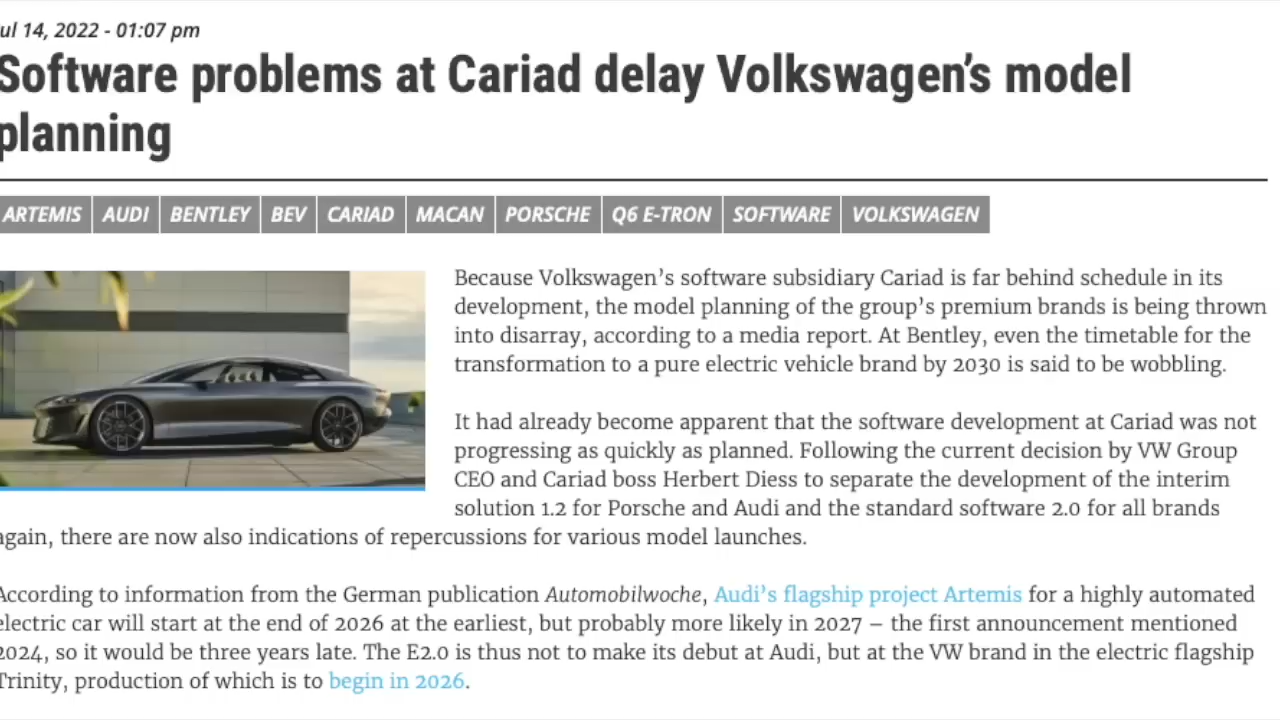 ul 14, 2022 - 01:07 pm
Software problems at Cariad delay Volkswagen's model
planning
ARTEMIS AUDI BENTLEY BEV CARIAD MACAN PORSCHE Q6 E-TRON SOFTWARE VOLKSWAGEN
Because Volkswagen's software subsidiary Cariad is far behind schedule in its
development, the model planning of the group's premium brands is being thrown
into disarray, according to a media report. At Bentley, even the timetable for the
transformation to a pure electric vehicle brand by 2030 is said to be wobbling.
It had already become apparent that the software development at Cariad was not
progressing as quickly as planned. Following the current decision by VW Group
CEO and Cariad boss Herbert Diess to separate the development of the interim
solution 1.2 for Porsche and Audi and the standard software 2.0 for all brands
again, there are now also indications of repercussions for various model launches.
According to information from the German publication Automobilwoche, Audi's flagship project Artemis for a highly automated
electric car will start at the end of 2026 at the earliest, but probably more likely in 2027 – the first announcement mentioned
2024, so it would be three years late. The E2.0 is thus not to make its debut at Audi, but at the VW brand in the electric flagship
Trinity, production of which is to begin in 2026.